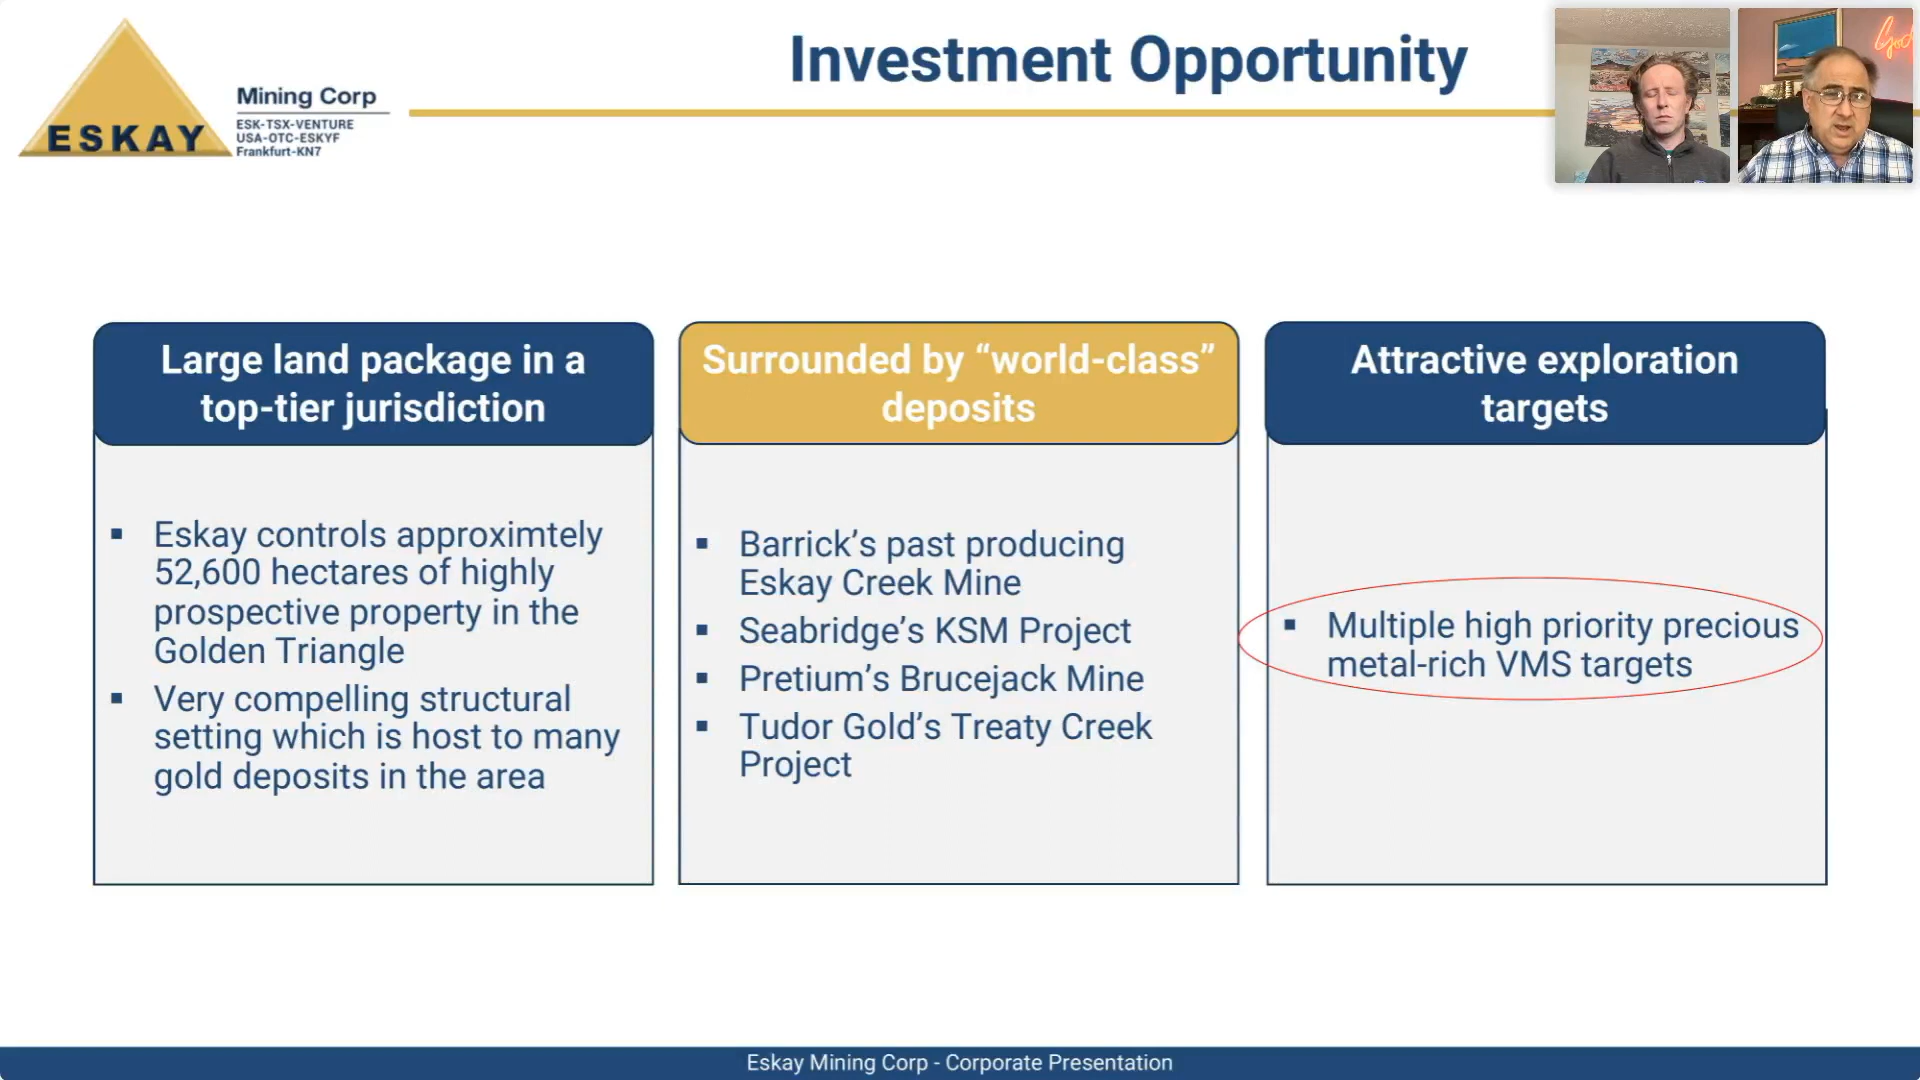 Investment Opportunity
ESKAY
Mining Corp
ESK-TSX-VENTURE
USA-OTC-ESKYF
Frankfurt-KN7
Large land package in a
top-tier jurisdiction
▪ Eskay controls approximtely
52,600 hectares of highly
prospective property in the
Golden Triangle
▪ Very compelling structural
setting which is host to many
gold deposits in the area
Surrounded by “world-class”
deposits
▪ Barrick’s past producing
Eskay Creek Mine
▪ Seabridge’s KSM Project
▪ Pretium’s Brucejack Mine
▪ Tudor Gold’s Treaty Creek
Project
Attractive exploration
targets
▪ Multiple high priority precious
metal-rich VMS targets
Eskay Mining Corp - Corporate Presentation